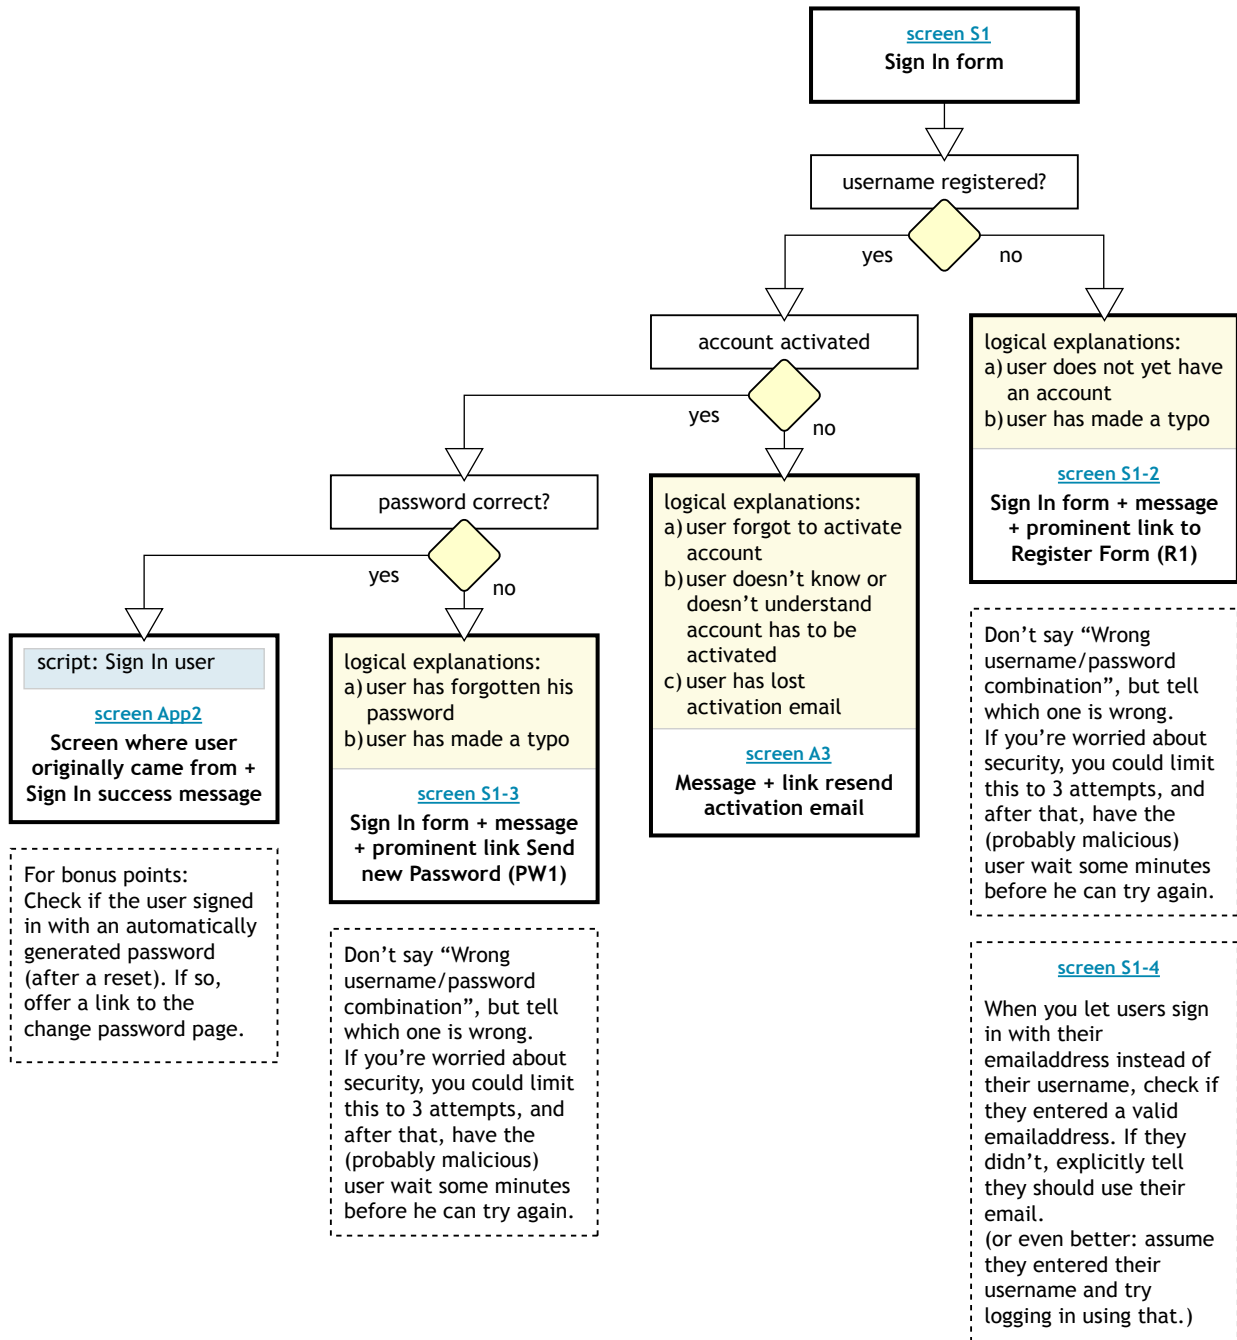 screen S1
Sign In form
username registered?
yes
no
account activated
yes
no
logical explanations:
a) user does not yet have
an account
b) user has made a typo
screen S1-2
Sign In form + message
+ prominent link to
Register Form (R1)
password correct?
yes
no
logical explanations:
a) user forgot to activate
account
b) user doesn’t know or
doesn’t understand
account has to be
activated
c) user has lost
activation email
screen A3
Message + link resend
activation email
script: Sign In user
screen App2
Screen where user
originally came from +
Sign In success message
logical explanations:
a) user has forgotten his
password
b) user has made a typo
screen S1-3
Sign In form + message
+ prominent link Send
new Password (PW1)
Don’t say “Wrong
username/password
combination”, but tell
which one is wrong.
If you’re worried about
security, you could limit
this to 3 attempts, and
after that, have the
(probably malicious)
user wait some minutes
before he can try again.
For bonus points:
Check if the user signed
in with an automatically
generated password
(after a reset). If so,
offer a link to the
change password page.
Don’t say “Wrong
username/password
combination”, but tell
which one is wrong.
If you’re worried about
security, you could limit
this to 3 attempts, and
after that, have the
(probably malicious)
user wait some minutes
before he can try again.
screen S1-4
When you let users sign
in with their
emailaddress instead of
their username, check if
they entered a valid
emailaddress. If they
didn’t, explicitly tell
they should use their
email.
(or even better: assume
they entered their
username and try
logging in using that.)